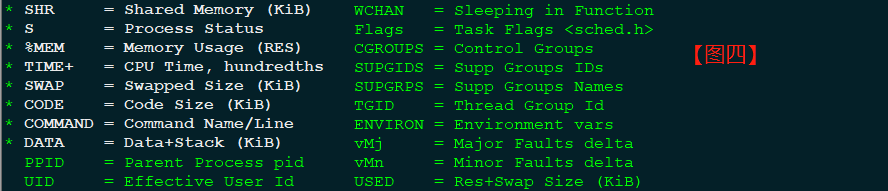 * SHR     = Shared Memory (KiB)   WCHAN   = Sleeping in Function
* S       = Process Status        Flags   = Task Flags <sched.h>
* %MEM    = Memory Usage (RES)    CGROUPS = Control Groups
【图四】
* TIME+   = CPU Time, hundredths  SUPGIDS = Supp Groups IDs
* SWAP    = Swapped Size (KiB)    SUPGRPS = Supp Groups Names
* CODE    = Code Size (KiB)       TGID    = Thread Group Id
* COMMAND = Command Name/Line     ENVIRON = Environment vars
* DATA    = Data+Stack (KiB)      vMj     = Major Faults delta
  PPID    = Parent Process pid    vMn     = Minor Faults delta
  UID     = Effective User Id     USED    = Res+Swap Size (KiB)